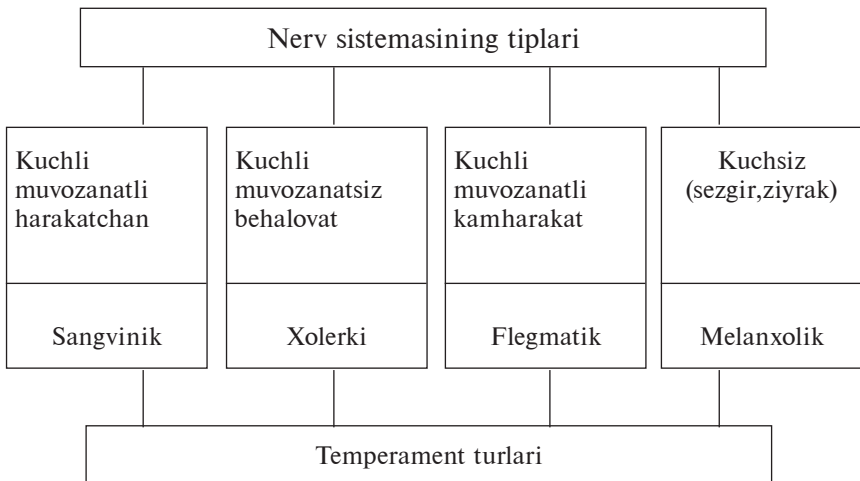 Nerv sistemasining tiplari
Kuchli
muvozanatli
harakatchan
Kuchli
muvozanatsiz
behalovat
Kuchli
muvozanatli
kamharakat
Kuchsiz
(sezgir,ziyrak)
Sangvinik
Xolerki
Flegmatik
Melanxolik
Temperament turlari